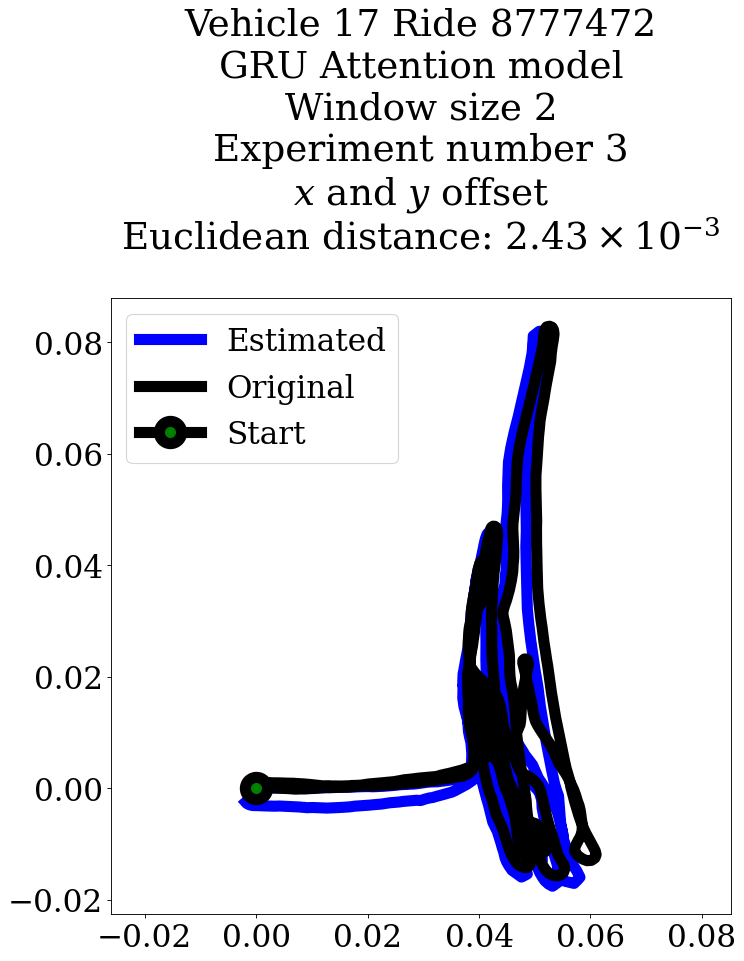 Vehicle 17 Ride 8777472
GRU Attention model
Window size 2
Experiment number 3
x and y offset
Euclidean distance: 2.43 × 10⁻³
Estimated
Original
Start
0.08
0.06
0.04
0.02
0.00
−0.02
−0.02 0.00 0.02 0.04 0.06 0.08